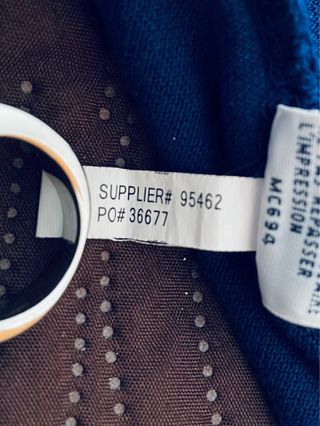 SUPPLIER# 95462
PO# 36677
REPASSER
L'IMPRESSION
MC694